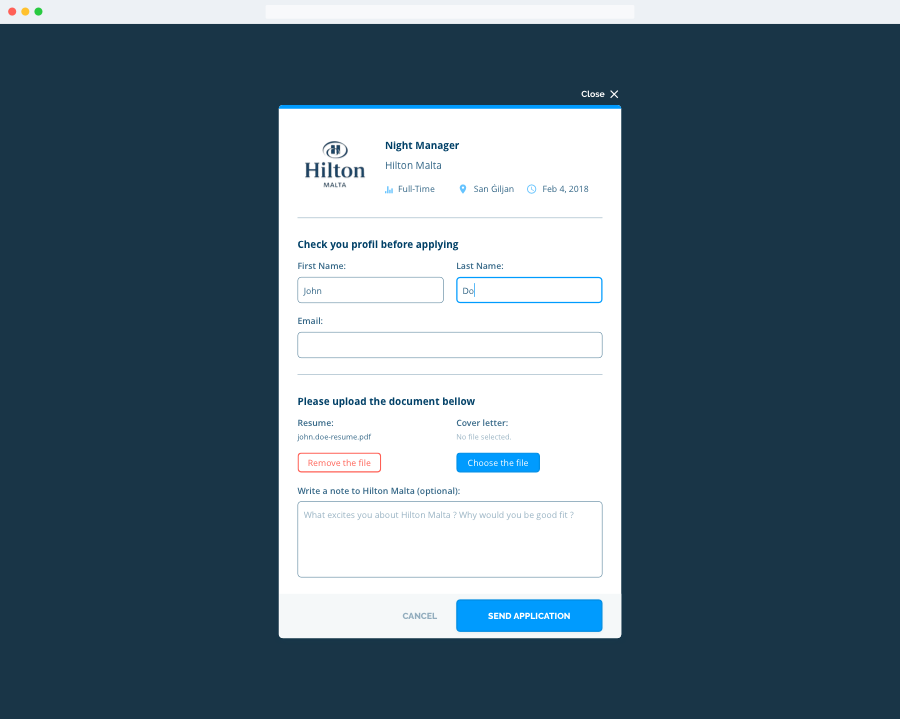 Close
Hilton
MALTA
Night Manager
Hilton Malta
Full-Time San Ġiljan Feb 4, 2018
Check you profil before applying
First Name: Last Name:
John Do
Email:
Please upload the document bellow
Resume: Cover letter:
john.doe-resume.pdf No file selected.
Remove the file Choose the file
Write a note to Hilton Malta (optional):
What excites you about Hilton Malta ? Why would you be good fit ?
CANCEL SEND APPLICATION